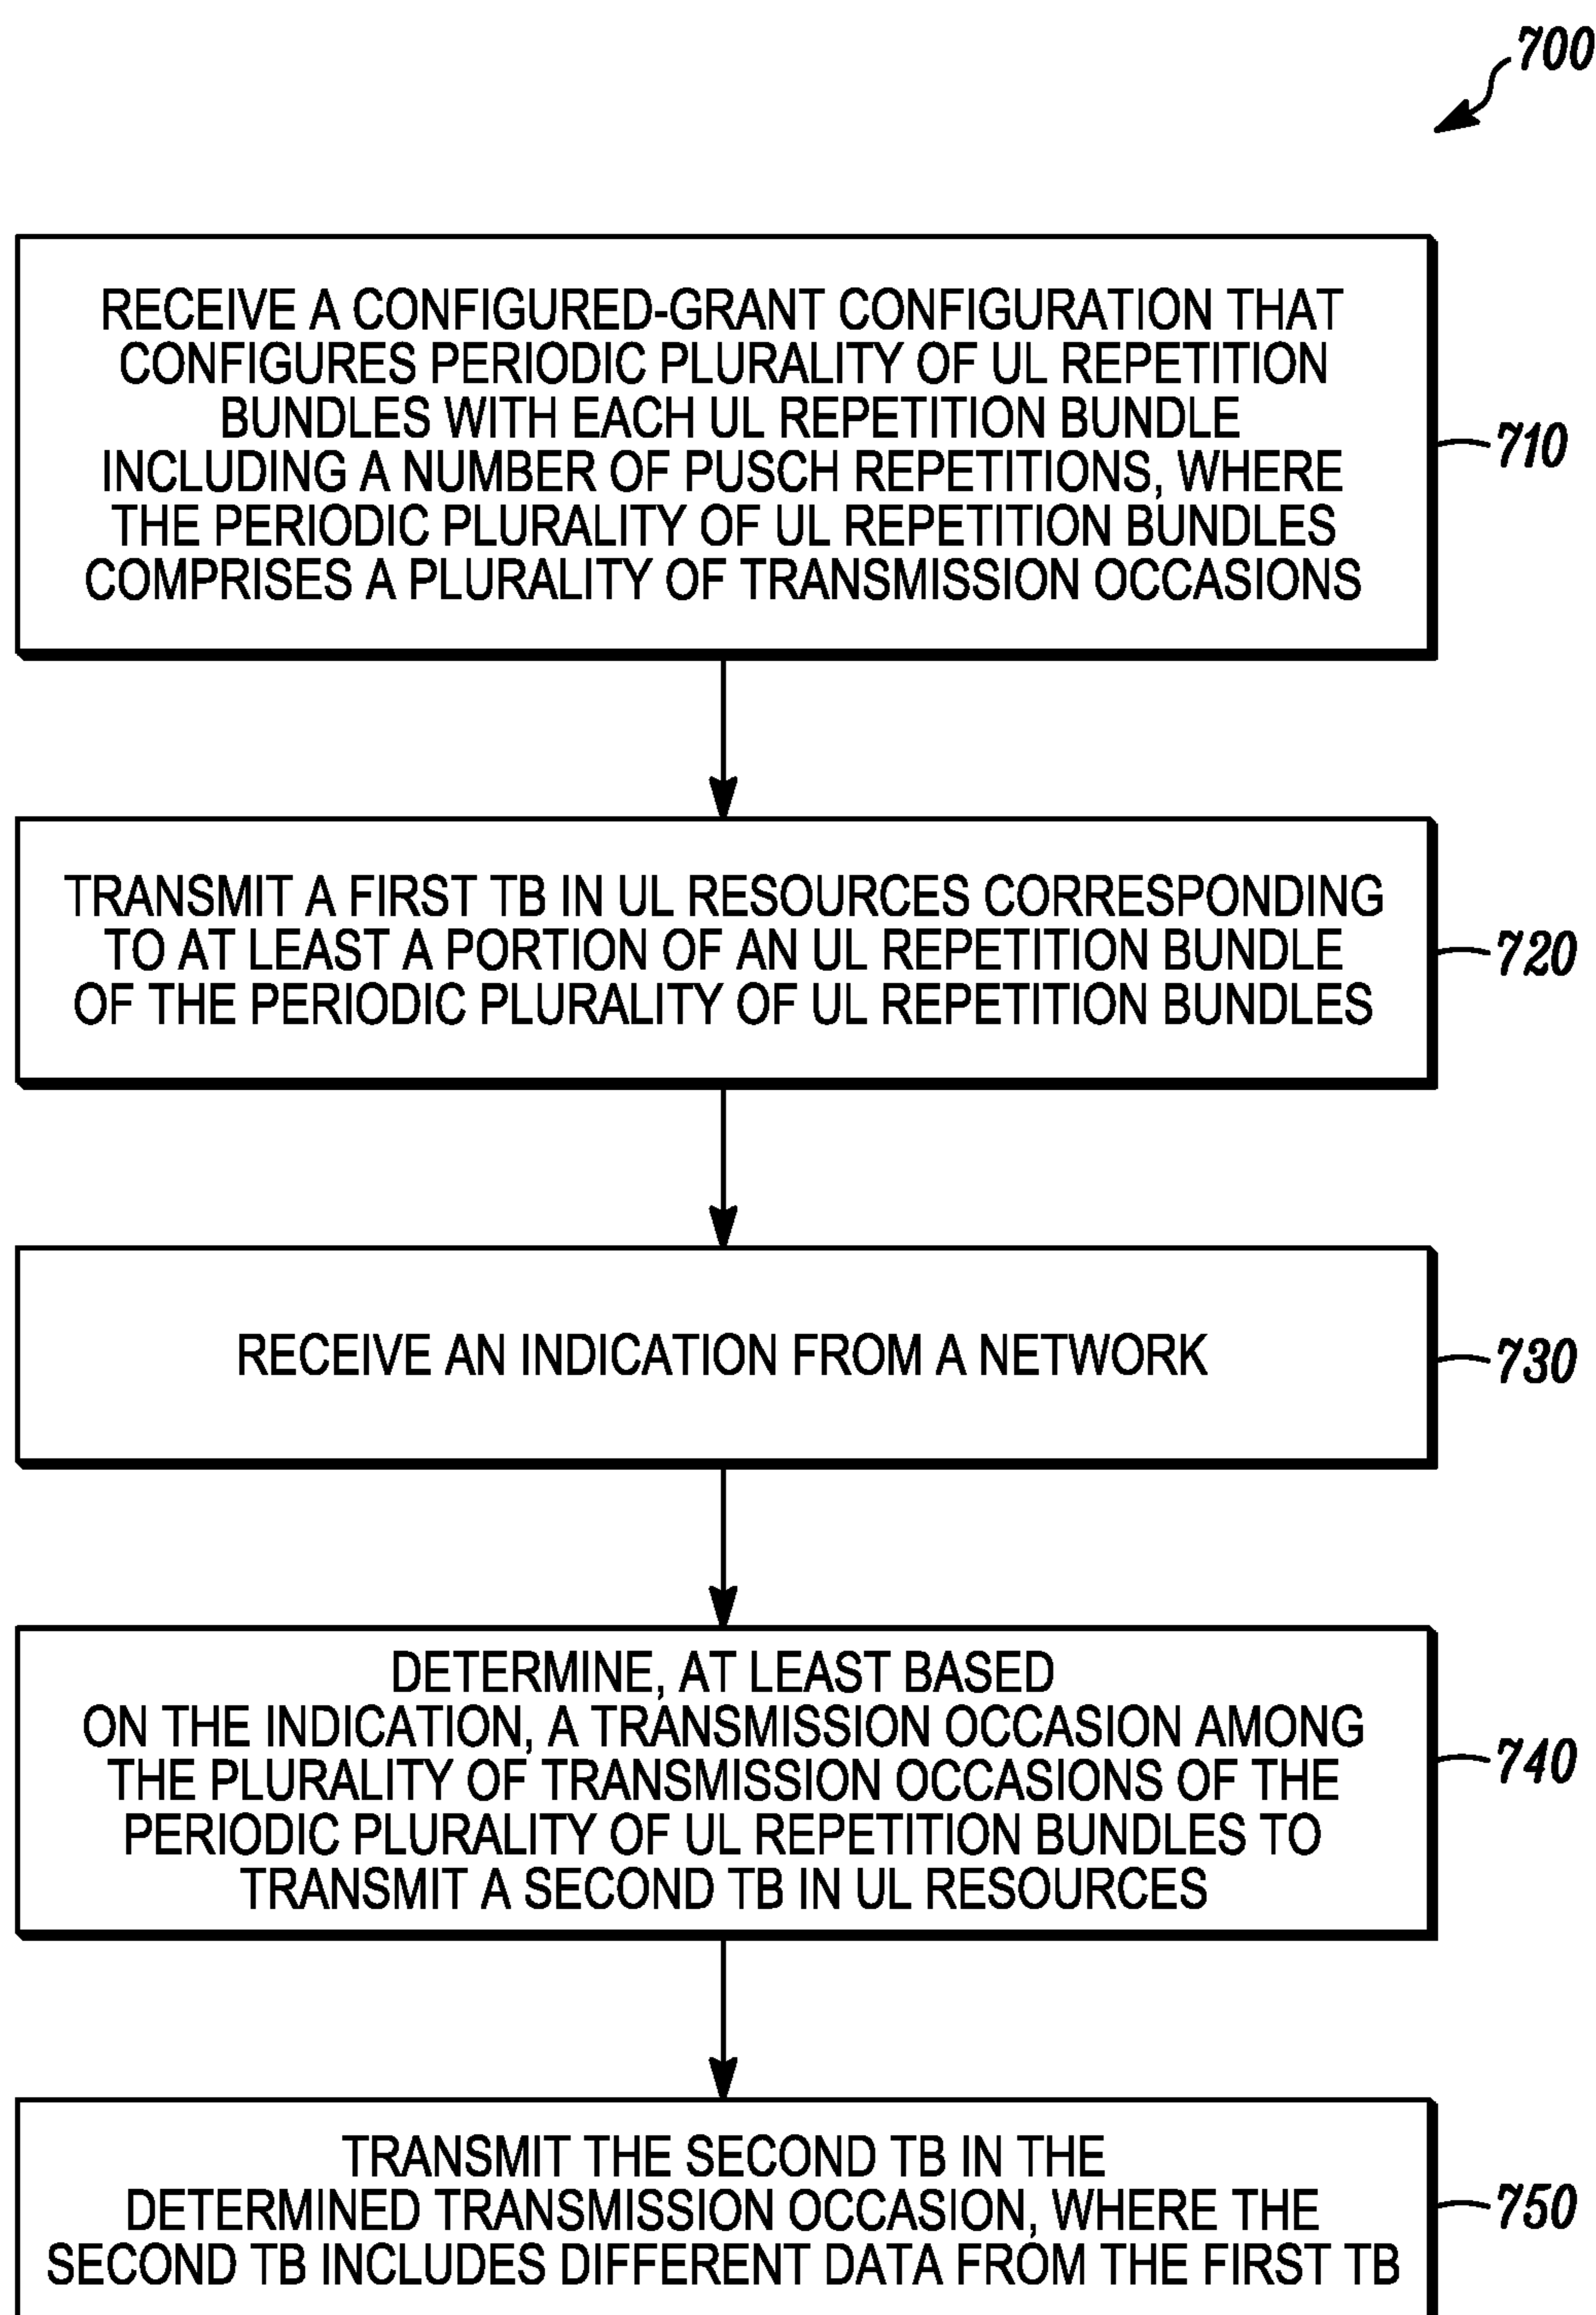 700
RECEIVE A CONFIGURED-GRANT CONFIGURATION THAT
CONFIGURES PERIODIC PLURALITY OF UL REPETITION
BUNDLES WITH EACH UL REPETITION BUNDLE
INCLUDING A NUMBER OF PUSCH REPETITIONS, WHERE
THE PERIODIC PLURALITY OF UL REPETITION BUNDLES
COMPRISES A PLURALITY OF TRANSMISSION OCCASIONS
710
TRANSMIT A FIRST TB IN UL RESOURCES CORRESPONDING
TO AT LEAST A PORTION OF AN UL REPETITION BUNDLE
OF THE PERIODIC PLURALITY OF UL REPETITION BUNDLES
720
RECEIVE AN INDICATION FROM A NETWORK
730
DETERMINE, AT LEAST BASED
ON THE INDICATION, A TRANSMISSION OCCASION AMONG
THE PLURALITY OF TRANSMISSION OCCASIONS OF THE
PERIODIC PLURALITY OF UL REPETITION BUNDLES TO
TRANSMIT A SECOND TB IN UL RESOURCES
740
TRANSMIT THE SECOND TB IN THE
DETERMINED TRANSMISSION OCCASION, WHERE THE
SECOND TB INCLUDES DIFFERENT DATA FROM THE FIRST TB
750